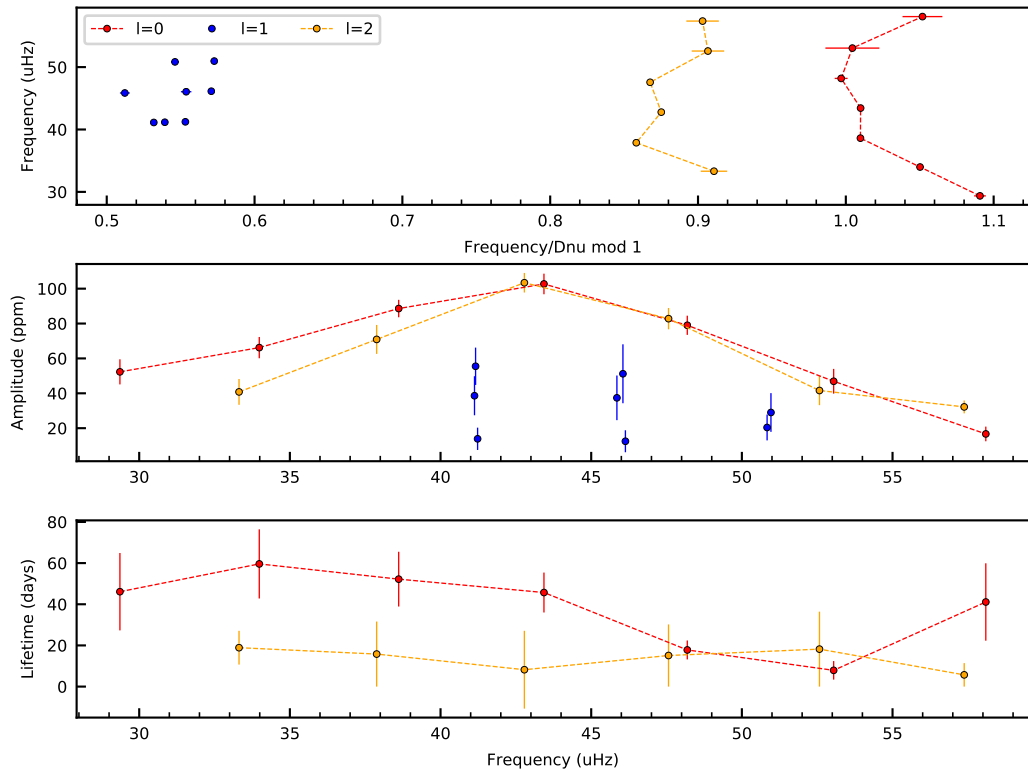 l=0 l=1 l=2
Frequency (uHz)
50
40
30
0.5 0.6 0.7 0.8 0.9 1.0 1.1
Frequency/Dnu mod 1
Amplitude (ppm)
100
80
60
40
20
30 35 40 45 50 55
Lifetime (days)
80
60
40
20
0
30 35 40 45 50 55
Frequency (uHz)